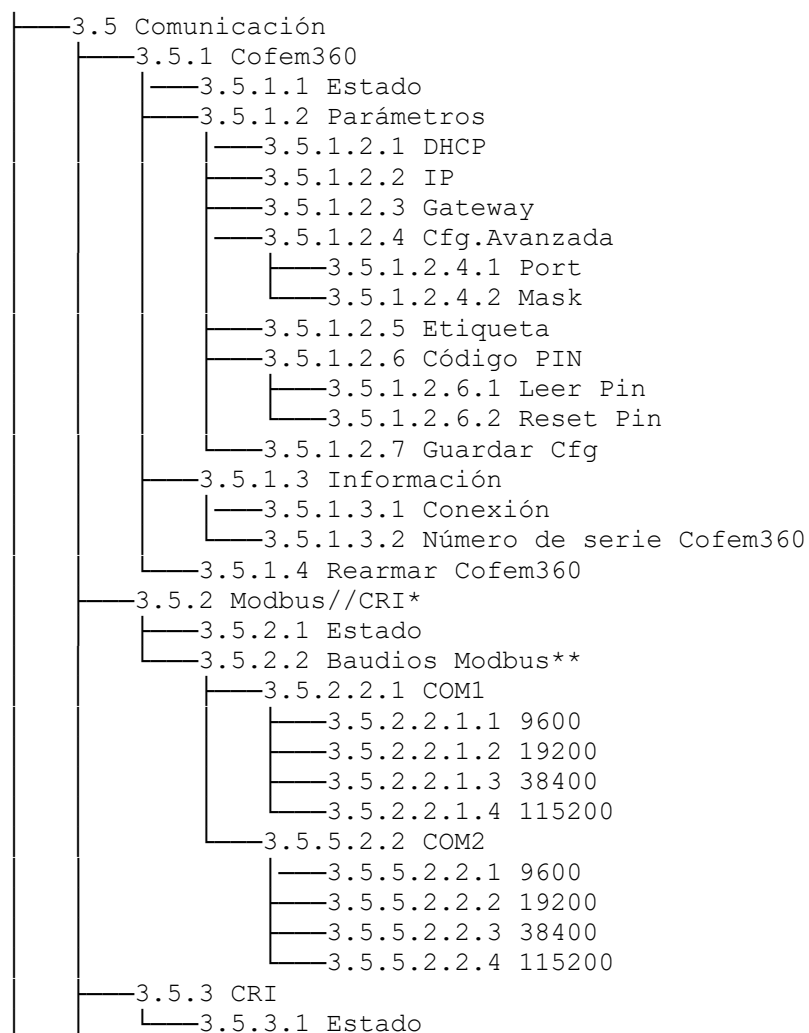 3.5 Comunicación
3.5.1 Cofem360
3.5.1.1 Estado
3.5.1.2 Parámetros
3.5.1.2.1 DHCP
3.5.1.2.2 IP
3.5.1.2.3 Gateway
3.5.1.2.4 Cfg.Avanzada
3.5.1.2.4.1 Port
3.5.1.2.4.2 Mask
3.5.1.2.5 Etiqueta
3.5.1.2.6 Código PIN
3.5.1.2.6.1 Leer Pin
3.5.1.2.6.2 Reset Pin
3.5.1.2.7 Guardar Cfg
3.5.1.3 Información
3.5.1.3.1 Conexión
3.5.1.3.2 Número de serie Cofem360
3.5.1.4 Rearmar Cofem360
3.5.2 Modbus//CRI*
3.5.2.1 Estado
3.5.2.2 Baudios Modbus**
3.5.2.2.1 COM1
3.5.2.2.1.1 9600
3.5.2.2.1.2 19200
3.5.2.2.1.3 38400
3.5.2.2.1.4 115200
3.5.5.2.2 COM2
3.5.5.2.2.1 9600
3.5.5.2.2.2 19200
3.5.5.2.2.3 38400
3.5.5.2.2.4 115200
3.5.3 CRI
3.5.3.1 Estado